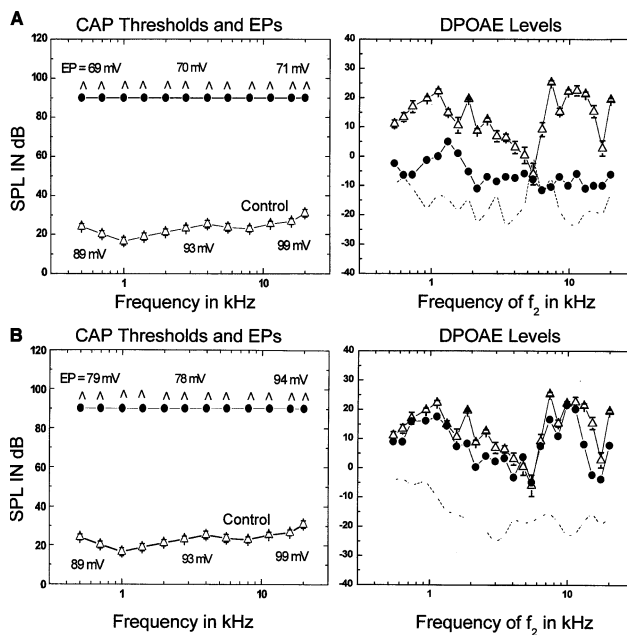 A
CAP Thresholds and EPs
DPOAE Levels
120
100
80
60
40
20
0
SPL IN dB
EP = 69 mV
70 mV
71 mV
^ ^ ^ ^ ^ ^ ^ ^ ^ ^ ^ ^
Control
89 mV
93 mV
99 mV
1
10
Frequency in kHz
40
30
20
10
0
-10
-20
-30
-40
1
10
Frequency of f2 in kHz
B
CAP Thresholds and EPs
DPOAE Levels
120
100
80
60
40
20
0
SPL IN dB
EP = 79 mV
78 mV
94 mV
^ ^ ^ ^ ^ ^ ^ ^ ^ ^ ^ ^
Control
89 mV
93 mV
99 mV
1
10
Frequency in kHz
40
30
20
10
0
-10
-20
-30
-40
1
10
Frequency of f2 in kHz